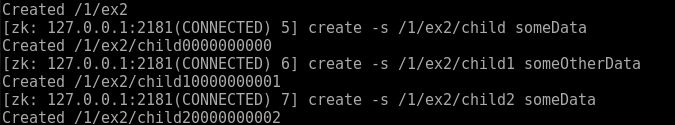 Created /1/ex2
[zk: 127.0.0.1:2181(CONNECTED) 5] create -s /1/ex2/child someData
Created /1/ex2/child0000000000
[zk: 127.0.0.1:2181(CONNECTED) 6] create -s /1/ex2/child1 someOtherData
Created /1/ex2/child10000000001
[zk: 127.0.0.1:2181(CONNECTED) 7] create -s /1/ex2/child2 someData
Created /1/ex2/child20000000002